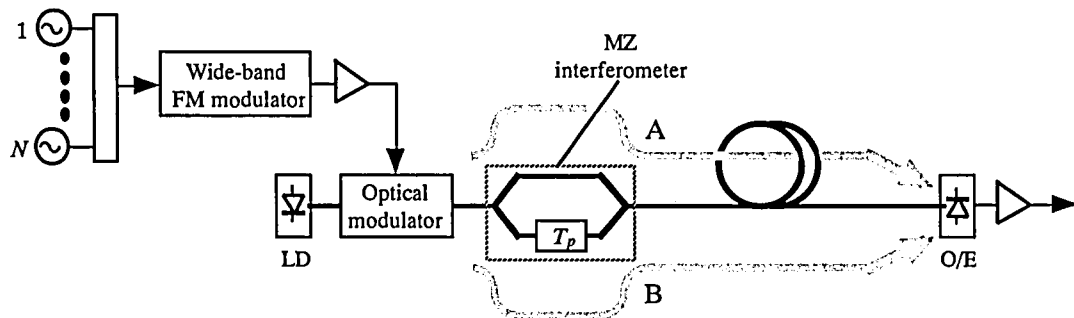 1
N
Wide-band
FM modulator
MZ
interferometer
A
LD
Optical
modulator
T_p
B
O/E